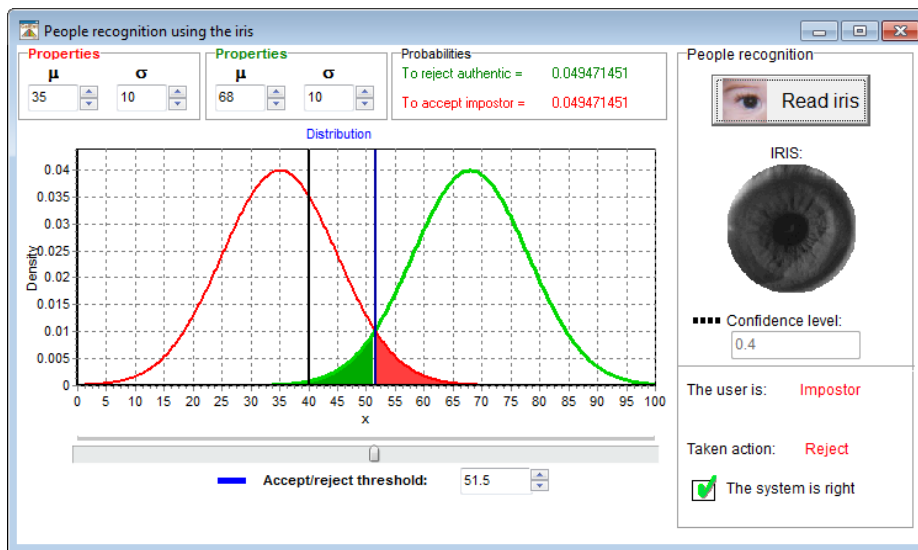 People recognition using the iris
Properties
μ σ
35 10
Properties
μ σ
68 10
Probabilities
To reject authentic = 0.049471451
To accept impostor = 0.049471451
People recognition
Read iris
IRIS:
Confidence level:
0.4
The user is: Impostor
Taken action: Reject
The system is right
Distribution
Density
0.04
0.035
0.03
0.025
0.02
0.015
0.01
0.005
0
0 5 10 15 20 25 30 35 40 45 50 55 60 65 70 75 80 85 90 95 100
x
Accept/reject threshold: 51.5